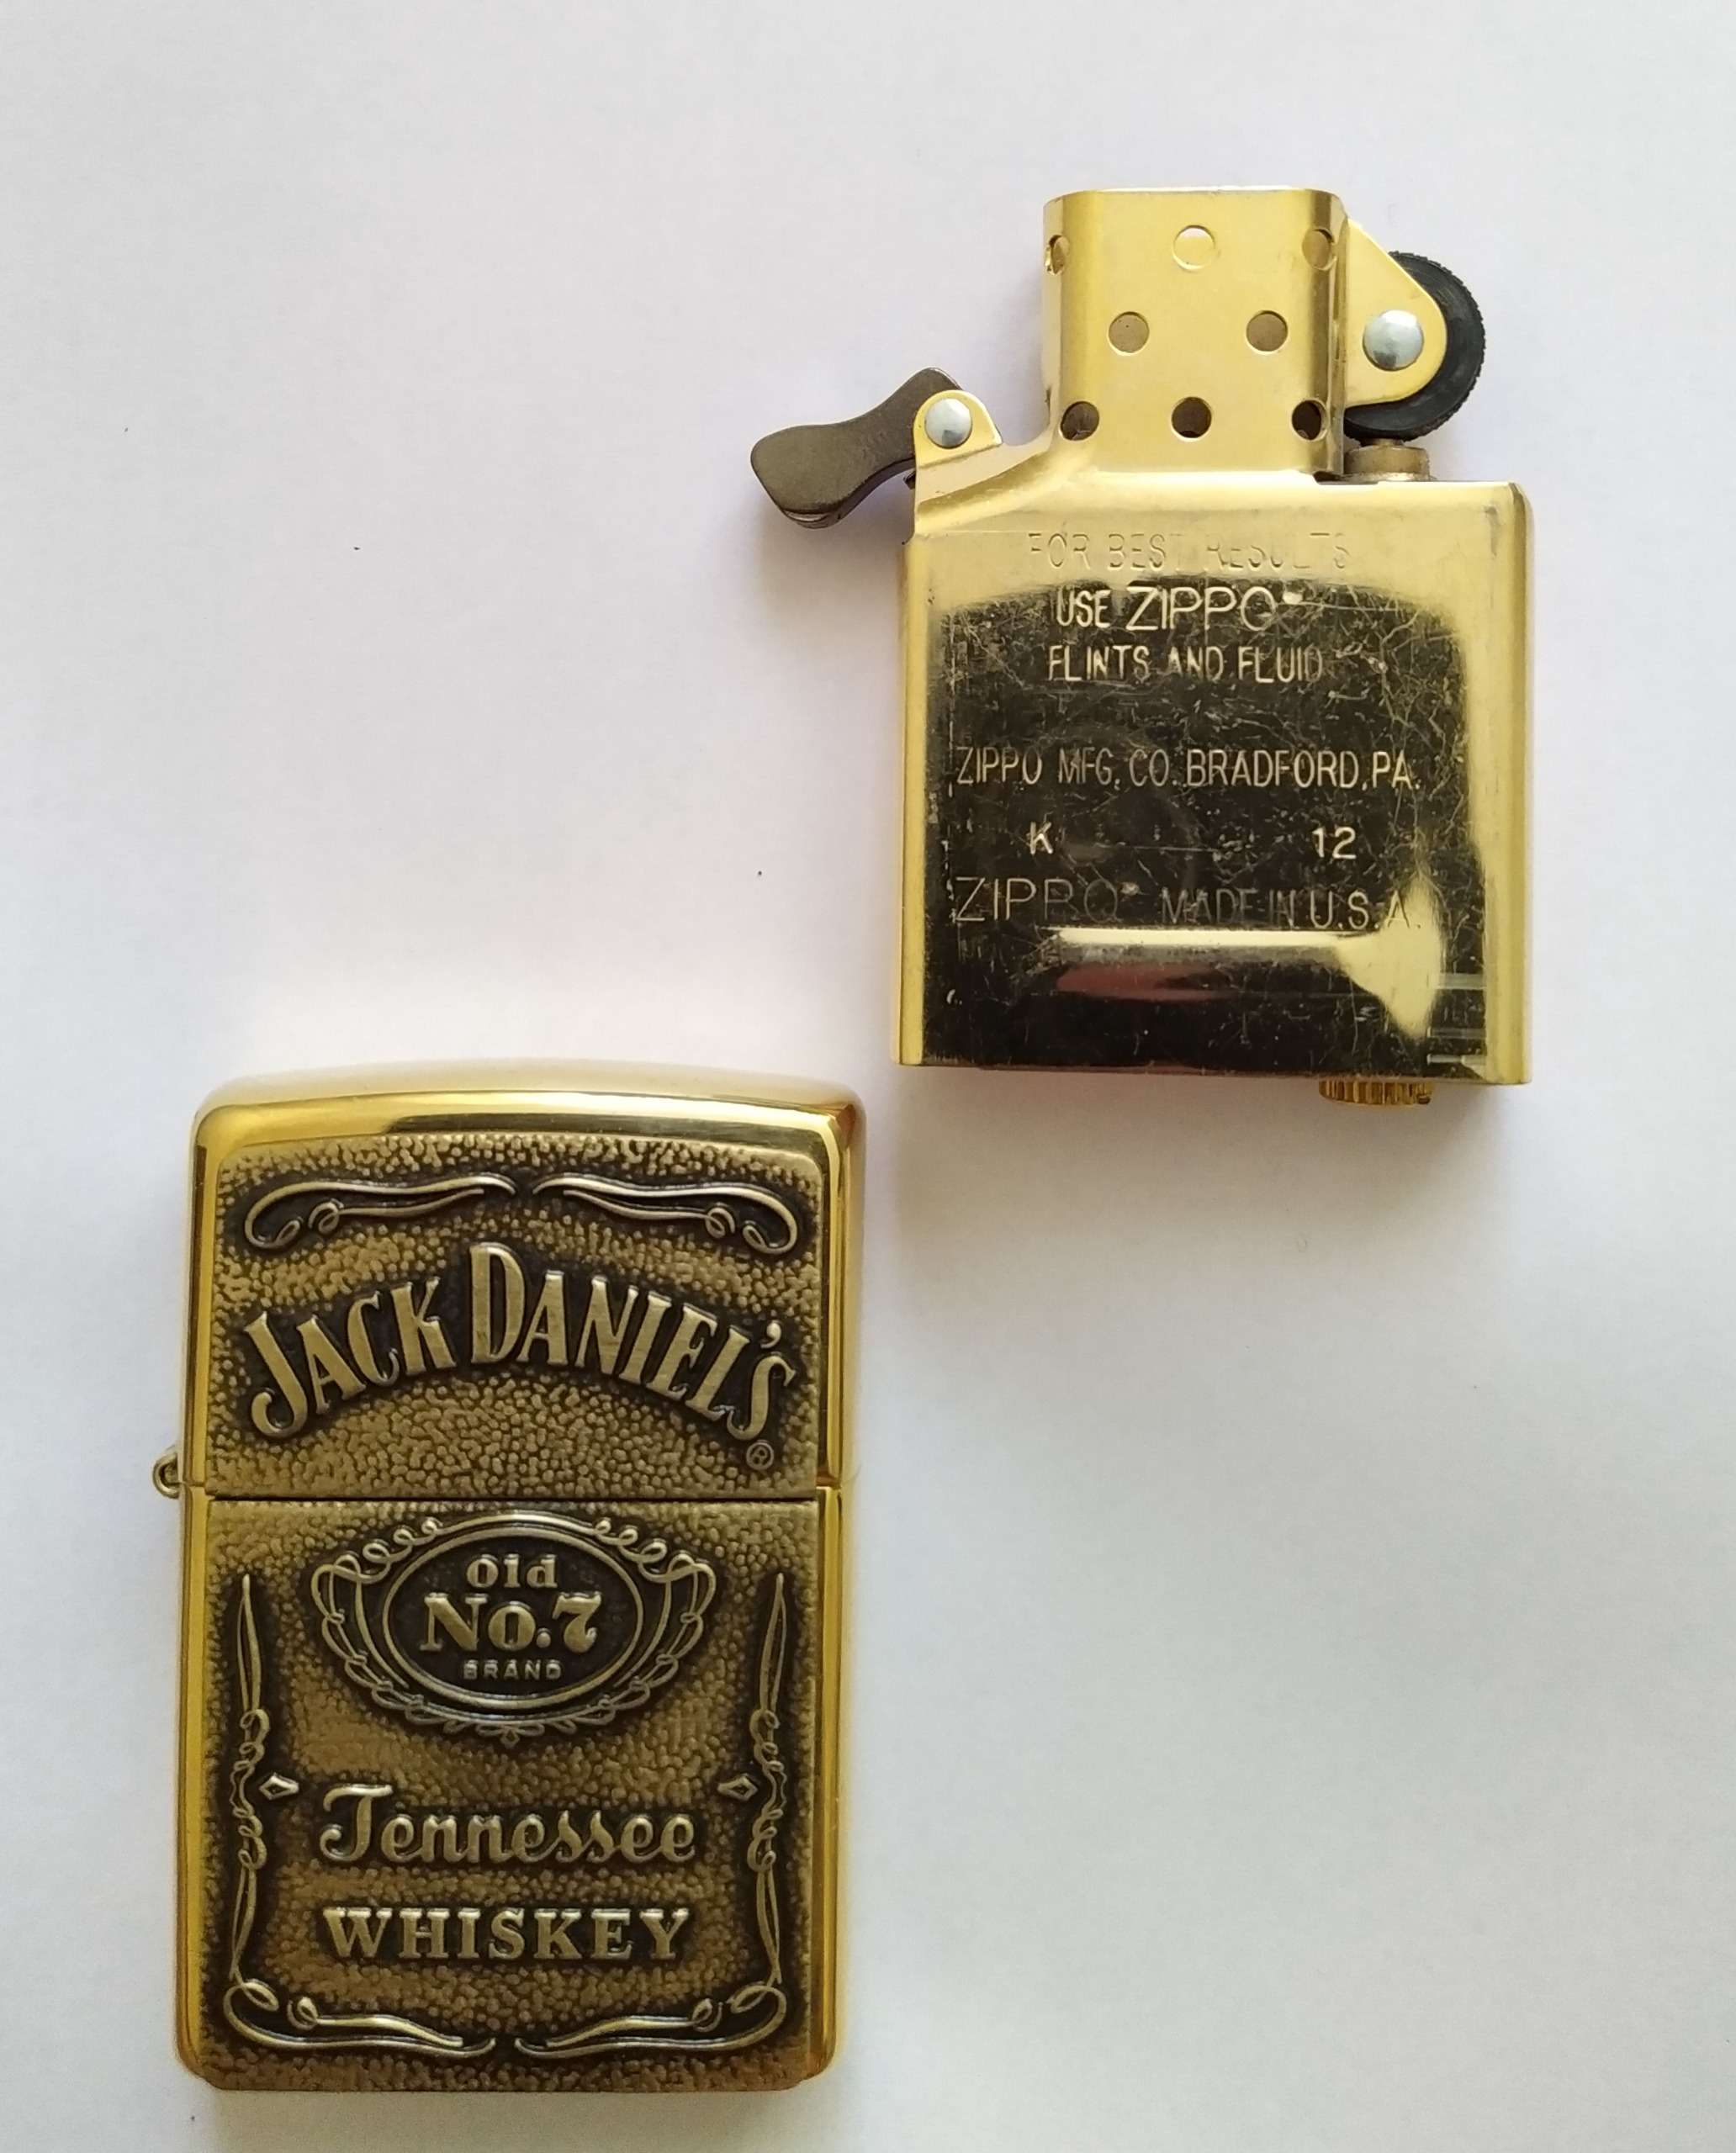 FOR BEST RESULTS
USE ZIPPO®
FLINTS AND FLUID
ZIPPO MFG. CO. BRADFORD, PA.
K 12
ZIPPO® MADE IN U.S.A.
JACK DANIEL'S
®
Old
No. 7
BRAND
Tennessee
WHISKEY